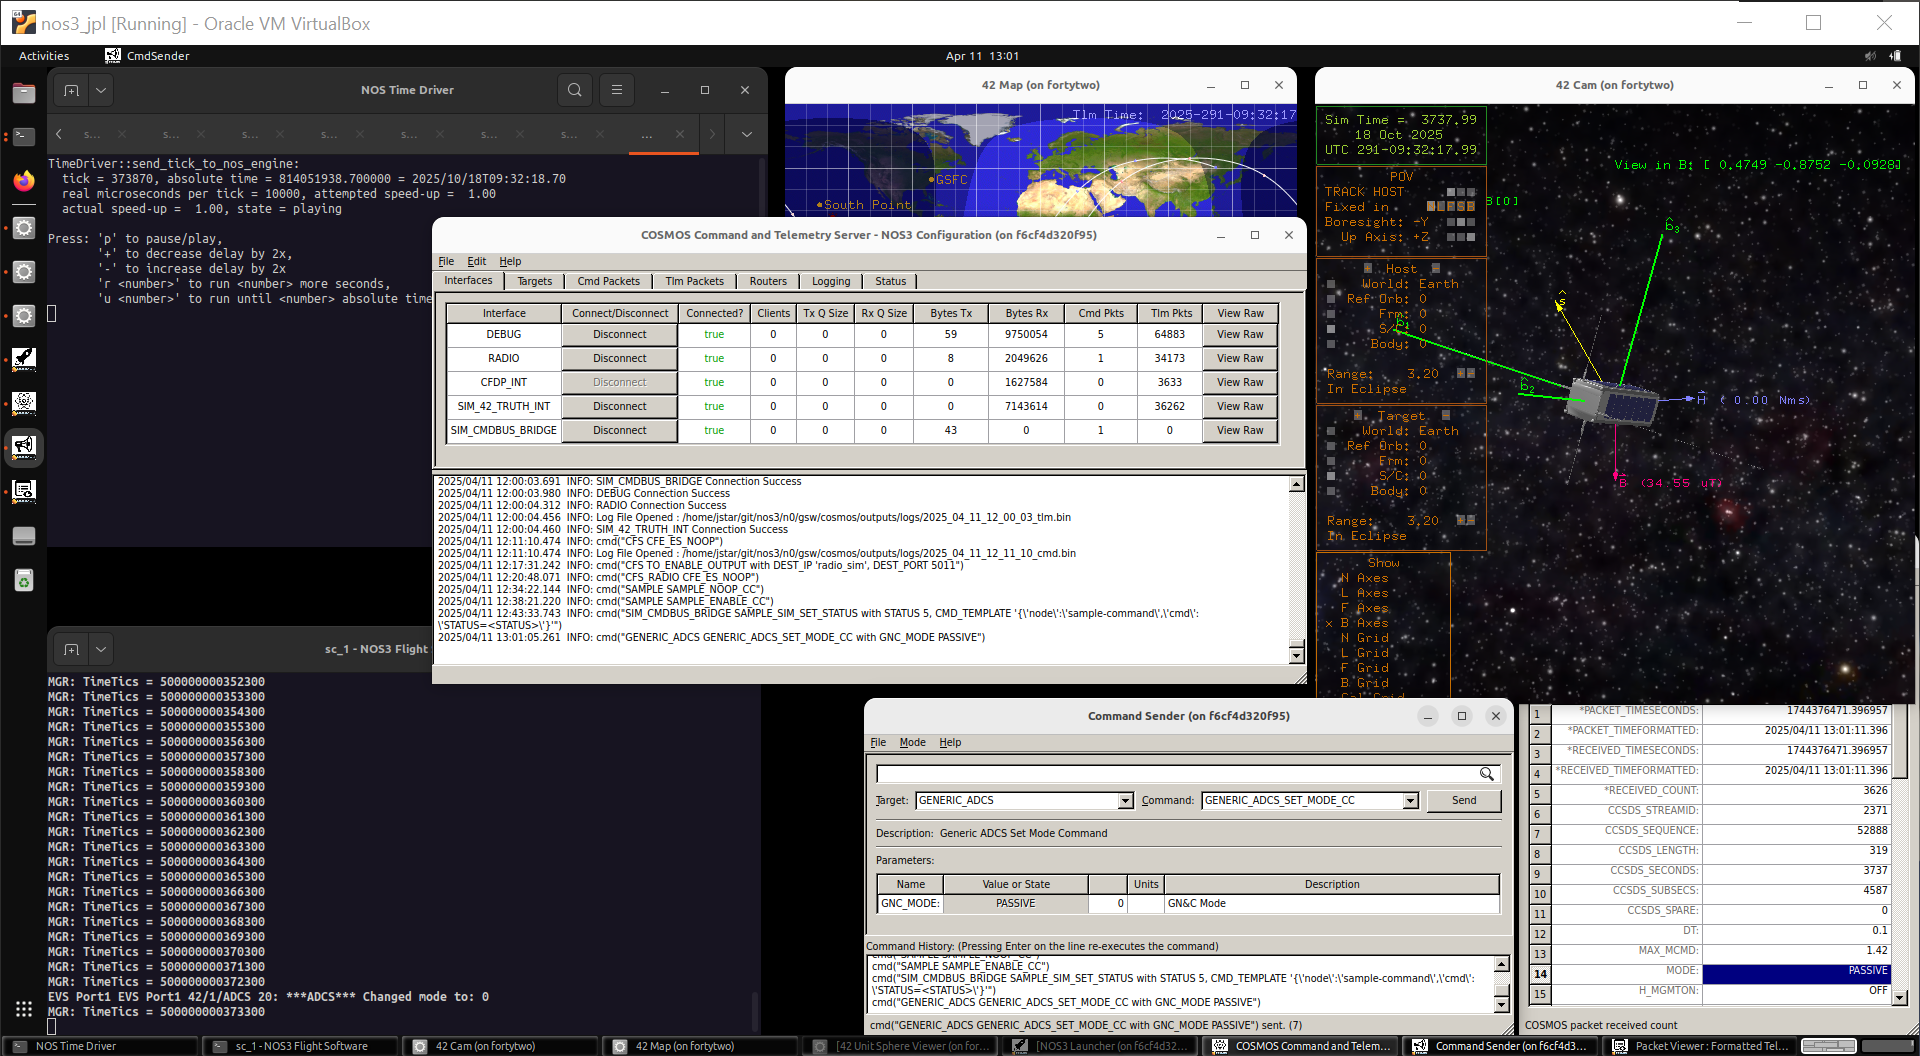 nos3_jpl [Running] - Oracle VM VirtualBox
Activities
CmdSender
Apr 11 13:01
NOS Time Driver
s...
s...
s...
s...
s...
s...
s...
...
TimeDriver::send_tick_to_nos_engine:
tick = 373870, absolute time = 814051938.700000 = 2025/10/18T09:32:18.70
real microseconds per tick = 10000, attempted speed-up = 1.00
actual speed-up = 1.00, state = playing
Press: 'p' to pause/play,
'+' to decrease delay by 2x,
'-' to increase delay by 2x
'r <number>' to run <number> more seconds,
'u <number>' to run until <number> absolute time
42 Map (on fortytwo)
Tlm Time: 2025-291-09:32:17
GSFC
South Point
42 Cam (on fortytwo)
Sim Time = 3737.99
18 Oct 2025
UTC 291-09:32:17.99
View in B: [ 0.4749 -0.8752 -0.0928]
POV
TRACK HOST
Fixed in LFSB B[0]
Boresight: -Y
Up Axis: +Z
Host
World: Earth
Ref Orb: 0
Frm: 0
S/C: 0
Body: 0
Range: 3.20
In Eclipse
Target
World: Earth
Ref Orb: 0
Frm: 0
S/C: 0
Body: 0
Range: 3.20
In Eclipse
Show
N Axes
L Axes
F Axes
x B Axes
N Grid
L Grid
F Grid
B Grid
b3
s
b2
H ( 0.00 Nms)
B (34.55 uT)
COSMOS Command and Telemetry Server - NOS3 Configuration (on f6cf4d320f95)
File Edit Help
Interfaces Targets Cmd Packets Tlm Packets Routers Logging Status
Interface Connect/Disconnect Connected? Clients Tx Q Size Rx Q Size Bytes Tx Bytes Rx Cmd Pkts Tlm Pkts View Raw
DEBUG Disconnect true 0 0 0 59 9750054 5 64883 View Raw
RADIO Disconnect true 0 0 0 8 2049626 1 34173 View Raw
CFDP_INT Disconnect true 0 0 0 0 1627584 0 3633 View Raw
SIM_42_TRUTH_INT Disconnect true 0 0 0 0 7143614 0 36262 View Raw
SIM_CMDBUS_BRIDGE Disconnect true 0 0 0 43 0 1 0 View Raw
2025/04/11 12:00:03.691 INFO: SIM_CMDBUS_BRIDGE Connection Success
2025/04/11 12:00:03.980 INFO: DEBUG Connection Success
2025/04/11 12:00:04.312 INFO: RADIO Connection Success
2025/04/11 12:00:04.456 INFO: Log File Opened : /home/jstar/git/nos3/n0/gsw/cosmos/outputs/logs/2025_04_11_12_00_03_tlm.bin
2025/04/11 12:00:04.460 INFO: SIM_42_TRUTH_INT Connection Success
2025/04/11 12:11:10.474 INFO: cmd("CFS CFE_ES_NOOP")
2025/04/11 12:11:10.474 INFO: Log File Opened : /home/jstar/git/nos3/n0/gsw/cosmos/outputs/logs/2025_04_11_12_11_10_cmd.bin
2025/04/11 12:17:31.242 INFO: cmd("CFS TO_ENABLE_OUTPUT with DEST_IP 'radio_sim', DEST_PORT 5011")
2025/04/11 12:20:48.071 INFO: cmd("CFS_RADIO CFE_ES_NOOP")
2025/04/11 12:34:22.144 INFO: cmd("SAMPLE SAMPLE_NOOP_CC")
2025/04/11 12:38:21.220 INFO: cmd("SAMPLE SAMPLE_ENABLE_CC")
2025/04/11 12:43:33.743 INFO: cmd("SIM_CMDBUS_BRIDGE SAMPLE_SIM_SET_STATUS with STATUS 5, CMD_TEMPLATE '{\'node\':\'sample-command\',\'cmd\':
\'STATUS=<STATUS>\'}'")
2025/04/11 13:01:05.261 INFO: cmd("GENERIC_ADCS GENERIC_ADCS_SET_MODE_CC with GNC_MODE PASSIVE")
sc_1 - NOS3 Flight
MGR: TimeTics = 500000000352300
MGR: TimeTics = 500000000353300
MGR: TimeTics = 500000000354300
MGR: TimeTics = 500000000355300
MGR: TimeTics = 500000000356300
MGR: TimeTics = 500000000357300
MGR: TimeTics = 500000000358300
MGR: TimeTics = 500000000359300
MGR: TimeTics = 500000000360300
MGR: TimeTics = 500000000361300
MGR: TimeTics = 500000000362300
MGR: TimeTics = 500000000363300
MGR: TimeTics = 500000000364300
MGR: TimeTics = 500000000365300
MGR: TimeTics = 500000000366300
MGR: TimeTics = 500000000367300
MGR: TimeTics = 500000000368300
MGR: TimeTics = 500000000369300
MGR: TimeTics = 500000000370300
MGR: TimeTics = 500000000371300
MGR: TimeTics = 500000000372300
EVS Port1 EVS Port1 42/1/ADCS 20: ***ADCS*** Changed mode to: 0
MGR: TimeTics = 500000000373300
Command Sender (on f6cf4d320f95)
File Mode Help
Target: GENERIC_ADCS Command: GENERIC_ADCS_SET_MODE_CC Send
Description: Generic ADCS Set Mode Command
Parameters:
Name Value or State Units Description
GNC_MODE: PASSIVE 0 GN&C Mode
Command History: (Pressing Enter on the line re-executes the command)
cmd("SAMPLE SAMPLE_NOOP_CC")
cmd("SAMPLE SAMPLE_ENABLE_CC")
cmd("SIM_CMDBUS_BRIDGE SAMPLE_SIM_SET_STATUS with STATUS 5, CMD_TEMPLATE '{\'node\':\'sample-command\',\'cmd\':
\'STATUS=<STATUS>\'}'")
cmd("GENERIC_ADCS GENERIC_ADCS_SET_MODE_CC with GNC_MODE PASSIVE")
cmd("GENERIC_ADCS GENERIC_ADCS_SET_MODE_CC with GNC_MODE PASSIVE") sent. (7)
1 *PACKET_TIMESECONDS: 1744376471.396957
2 *PACKET_TIMEFORMATTED: 2025/04/11 13:01:11.396
3 *RECEIVED_TIMESECONDS: 1744376471.396957
4 *RECEIVED_TIMEFORMATTED: 2025/04/11 13:01:11.396
5 *RECEIVED_COUNT: 3626
6 CCSDS_STREAMID: 2371
7 CCSDS_SEQUENCE: 52888
8 CCSDS_LENGTH: 319
9 CCSDS_SECONDS: 3737
10 CCSDS_SUBSECS: 4587
11 CCSDS_SPARE: 0
12 DT: 0.1
13 MAX_MCMD: 1.42
14 MODE: PASSIVE
15 H_MGMTON: OFF
COSMOS packet received count
NOS Time Driver
sc_1 - NOS3 Flight Software
42 Cam (on fortytwo)
42 Map (on fortytwo)
[42 Unit Sphere Viewer (on for...
[NOS3 Launcher (on f6cf4d32...
COSMOS Command and Telem...
Command Sender (on f6cf4d3...
Packet Viewer : Formatted Tel...